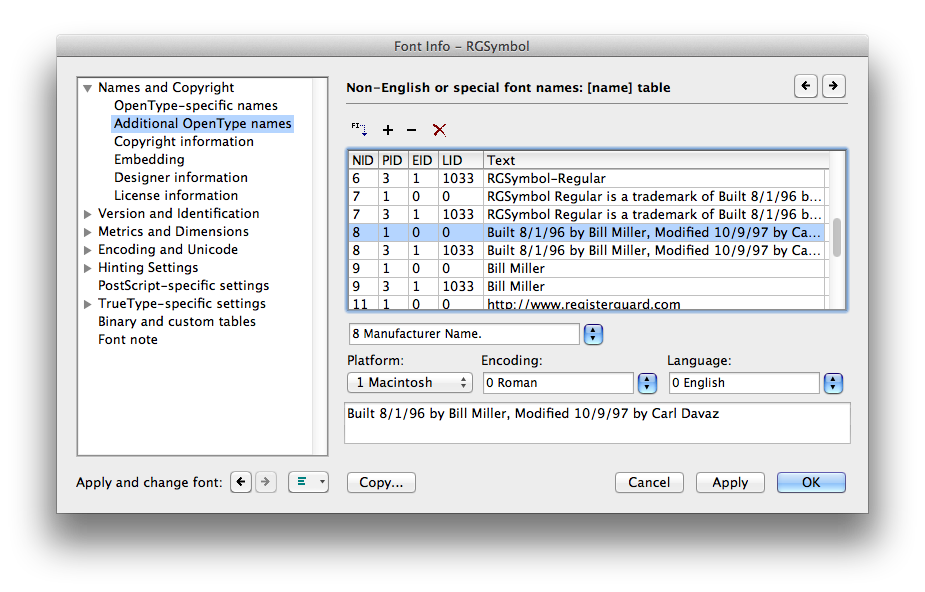 Font Info – RGSymbol
Names and Copyright
OpenType-specific names
Additional OpenType names
Copyright information
Embedding
Designer information
License information
Version and Identification
Metrics and Dimensions
Encoding and Unicode
Hinting Settings
PostScript-specific settings
TrueType-specific settings
Binary and custom tables
Font note
Non-English or special font names: [name] table
FI
NID PID EID LID Text
6 3 1 1033 RGSymbol-Regular
7 1 0 0 RGSymbol Regular is a trademark of Built 8/1/96 b...
7 3 1 1033 RGSymbol Regular is a trademark of Built 8/1/96 b...
8 1 0 0 Built 8/1/96 by Bill Miller, Modified 10/9/97 by Car...
8 3 1 1033 Built 8/1/96 by Bill Miller, Modified 10/9/97 by Car...
9 1 0 0 Bill Miller
9 3 1 1033 Bill Miller
11 1 0 0 http://www.registerguard.com
8 Manufacturer Name.
Platform: Encoding: Language:
1 Macintosh 0 Roman 0 English
Built 8/1/96 by Bill Miller, Modified 10/9/97 by Carl Davaz
Apply and change font: Copy... Cancel Apply OK